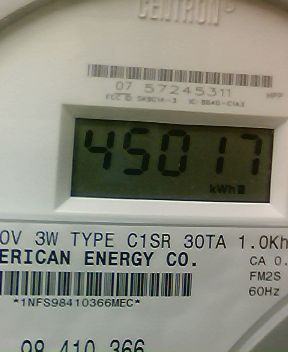 CENTRON
07 57245311
45017
kWh
0V 3W TYPE C1SR 30TA 1.0Kh
ERICAN ENERGY CO.
CA 0.
FM2S
60Hz
*1NFS98410366MEC*
98 410 366